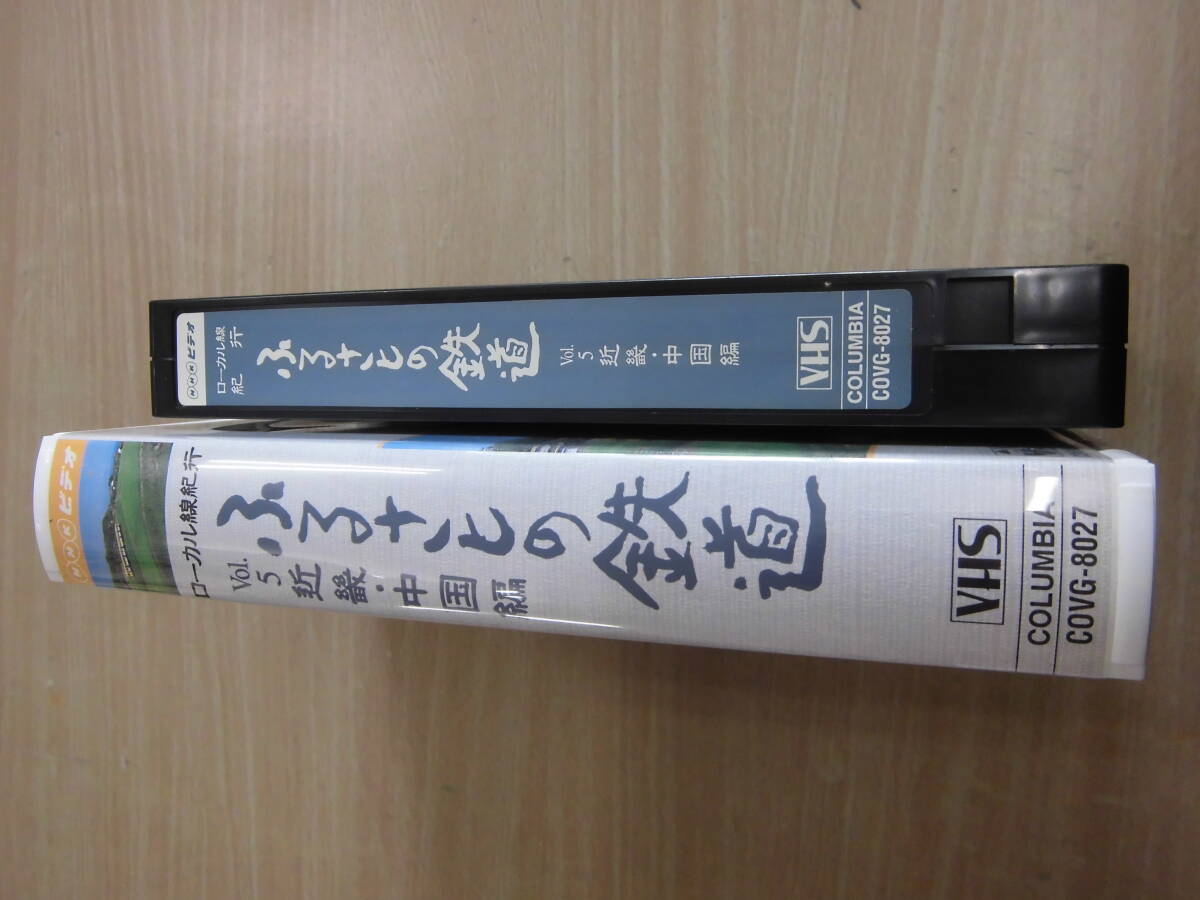 NHKビデオ
ローカル線
紀行
ふるさとの鉄道
Vol.5 近畿・中国編
VHS
COLUMBIA
COVG-8027
NHKビデオ
ローカル線紀行
ふるさとの鉄道
Vol.5 近畿・中国編
VHS
COLUMBIA
COVG-8027